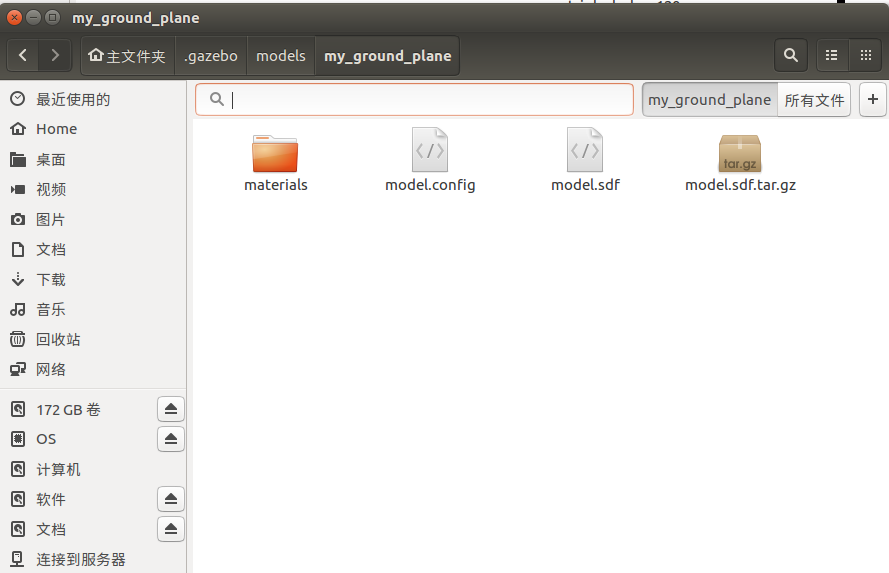 my_ground_plane
主文件夹 .gazebo models my_ground_plane
my_ground_plane 所有文件
最近使用的
Home
桌面
视频
图片
文档
下载
音乐
回收站
网络
172 GB 卷
OS
计算机
软件
文档
连接到服务器
materials model.config model.sdf tar.gz model.sdf.tar.gz